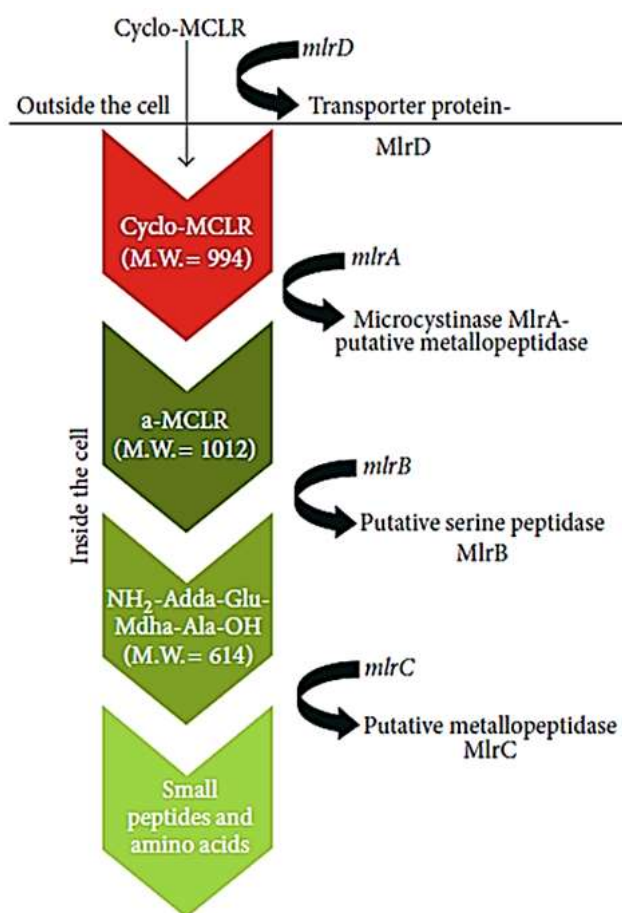 Cyclo-MCLR
mlrD
Outside the cell
Transporter protein-
MlrD
Cyclo-MCLR
(M.W.= 994)
mlrA
Microcystinase MlrA-
putative metallopeptidase
a-MCLR
(M.W.= 1012)
Inside the cell
mlrB
Putative serine peptidase
MlrB
NH₂-Adda-Glu-
Mdha-Ala-OH
(M.W.= 614)
mlrC
Putative metallopeptidase
MlrC
Small
peptides and
amino acids